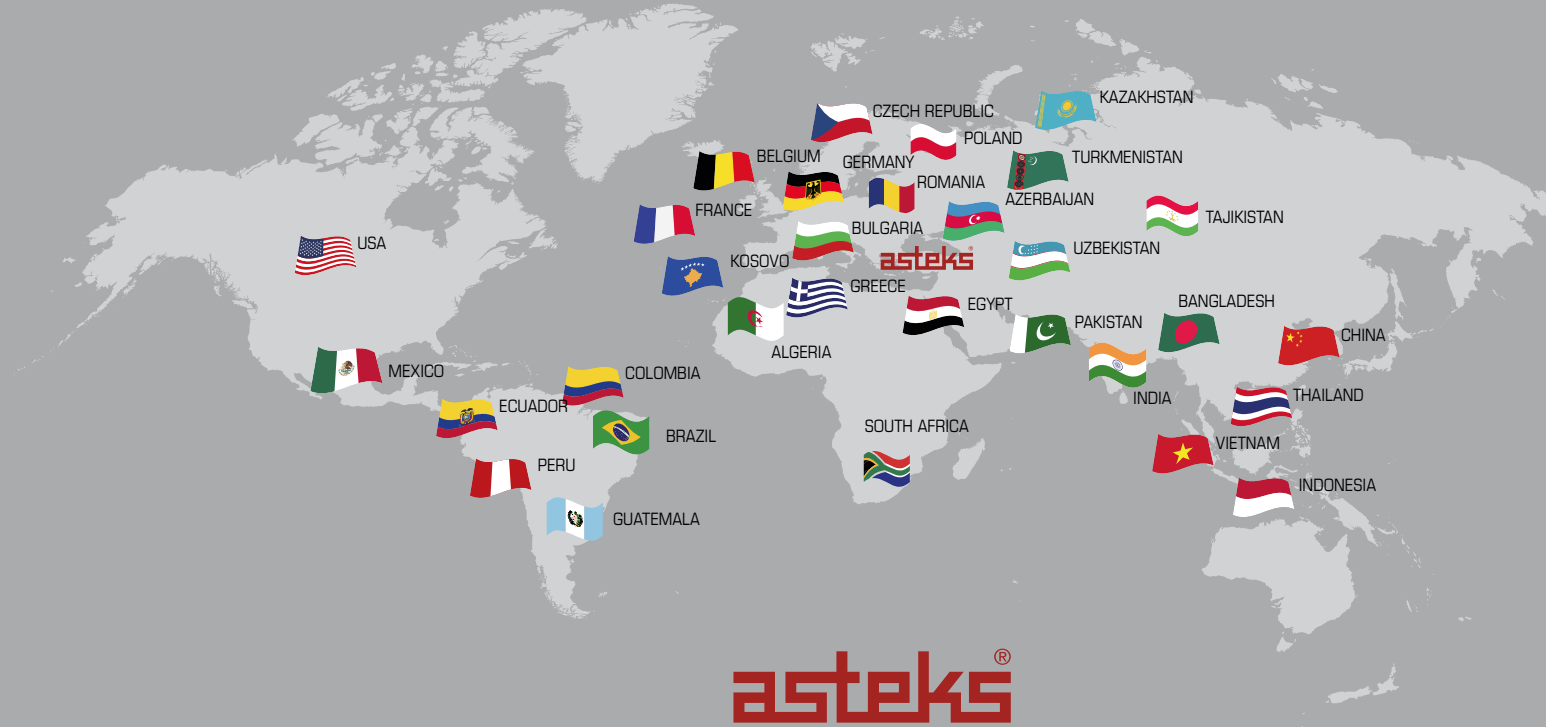 KAZAKHSTAN
CZECH REPUBLIC
POLAND
BELGIUM
GERMANY
TURKMENISTAN
ROMANIA
AZERBAIJAN
FRANCE
TAJIKISTAN
BULGARIA
USA
UZBEKISTAN
KOSOVO
asteks®
GREECE
EGYPT
BANGLADESH
PAKISTAN
CHINA
ALGERIA
MEXICO
COLOMBIA
INDIA
THAILAND
ECUADOR
SOUTH AFRICA
BRAZIL
VIETNAM
PERU
INDONESIA
GUATEMALA
asteks®